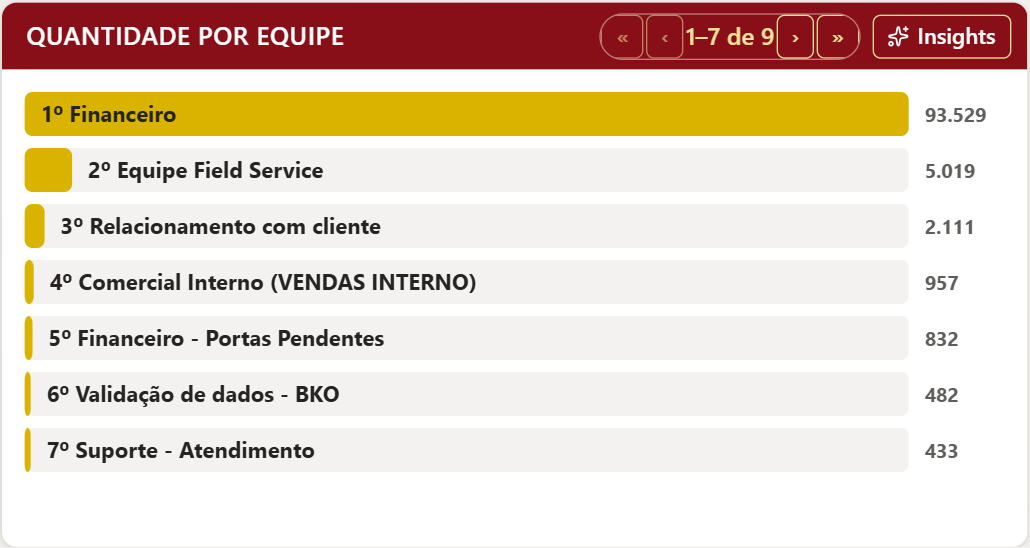 QUANTIDADE POR EQUIPE
« ‹ 1–7 de 9 › » Insights
1º Financeiro 93.529
2º Equipe Field Service 5.019
3º Relacionamento com cliente 2.111
4º Comercial Interno (VENDAS INTERNO) 957
5º Financeiro - Portas Pendentes 832
6º Validação de dados - BKO 482
7º Suporte - Atendimento 433